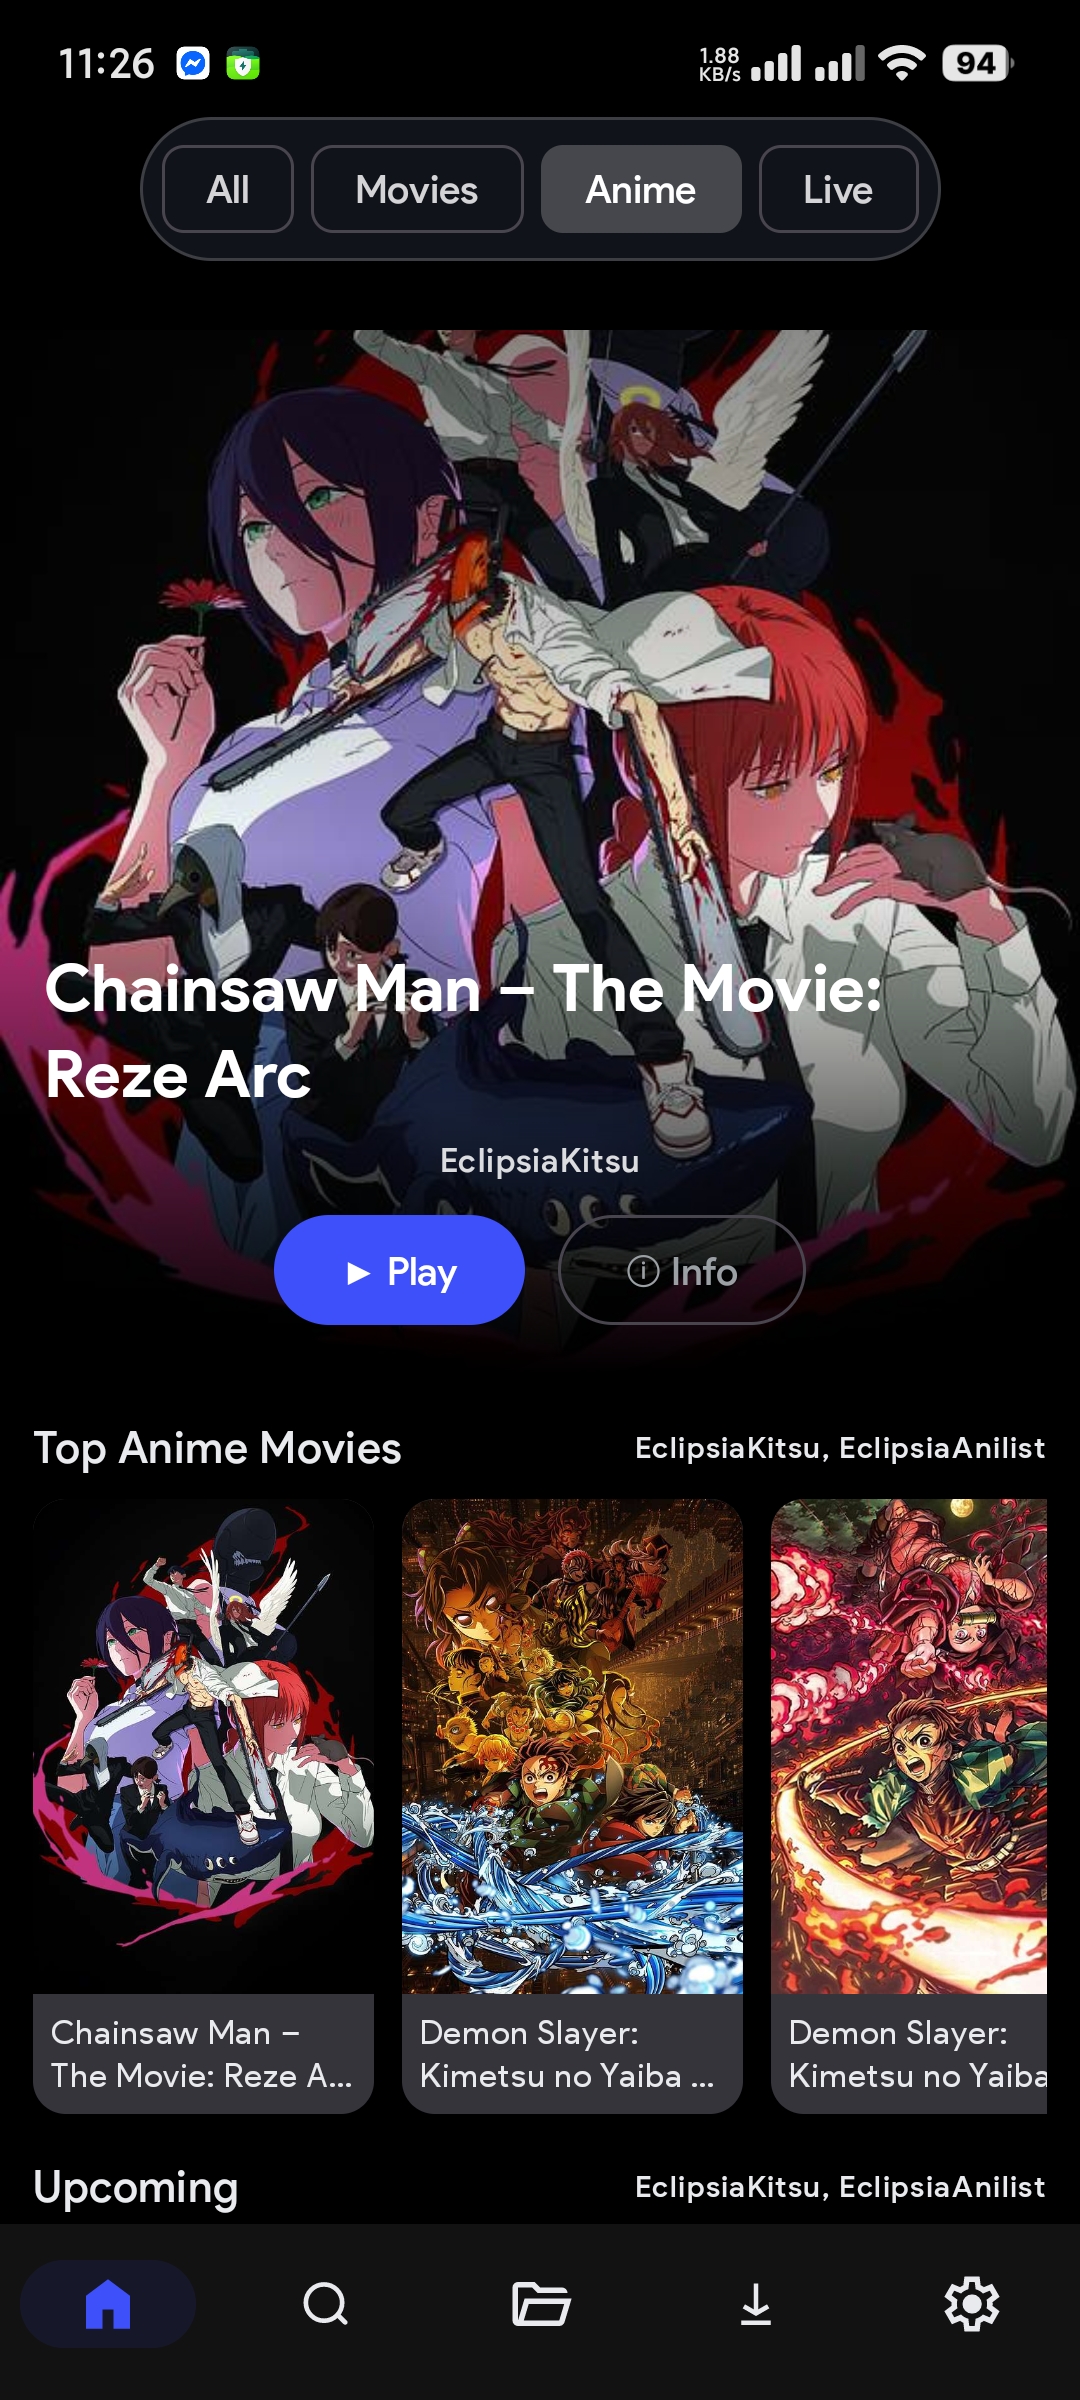 11:26
1.88
KB/s
94
All
Movies
Anime
Live
Chainsaw Man – The Movie:
Reze Arc
EclipsiaKitsu
Play
Info
Top Anime Movies
EclipsiaKitsu, EclipsiaAnilist
Chainsaw Man –
The Movie: Reze A...
Demon Slayer:
Kimetsu no Yaiba ...
Demon Slayer:
Kimetsu no Yaiba
Upcoming
EclipsiaKitsu, EclipsiaAnilist